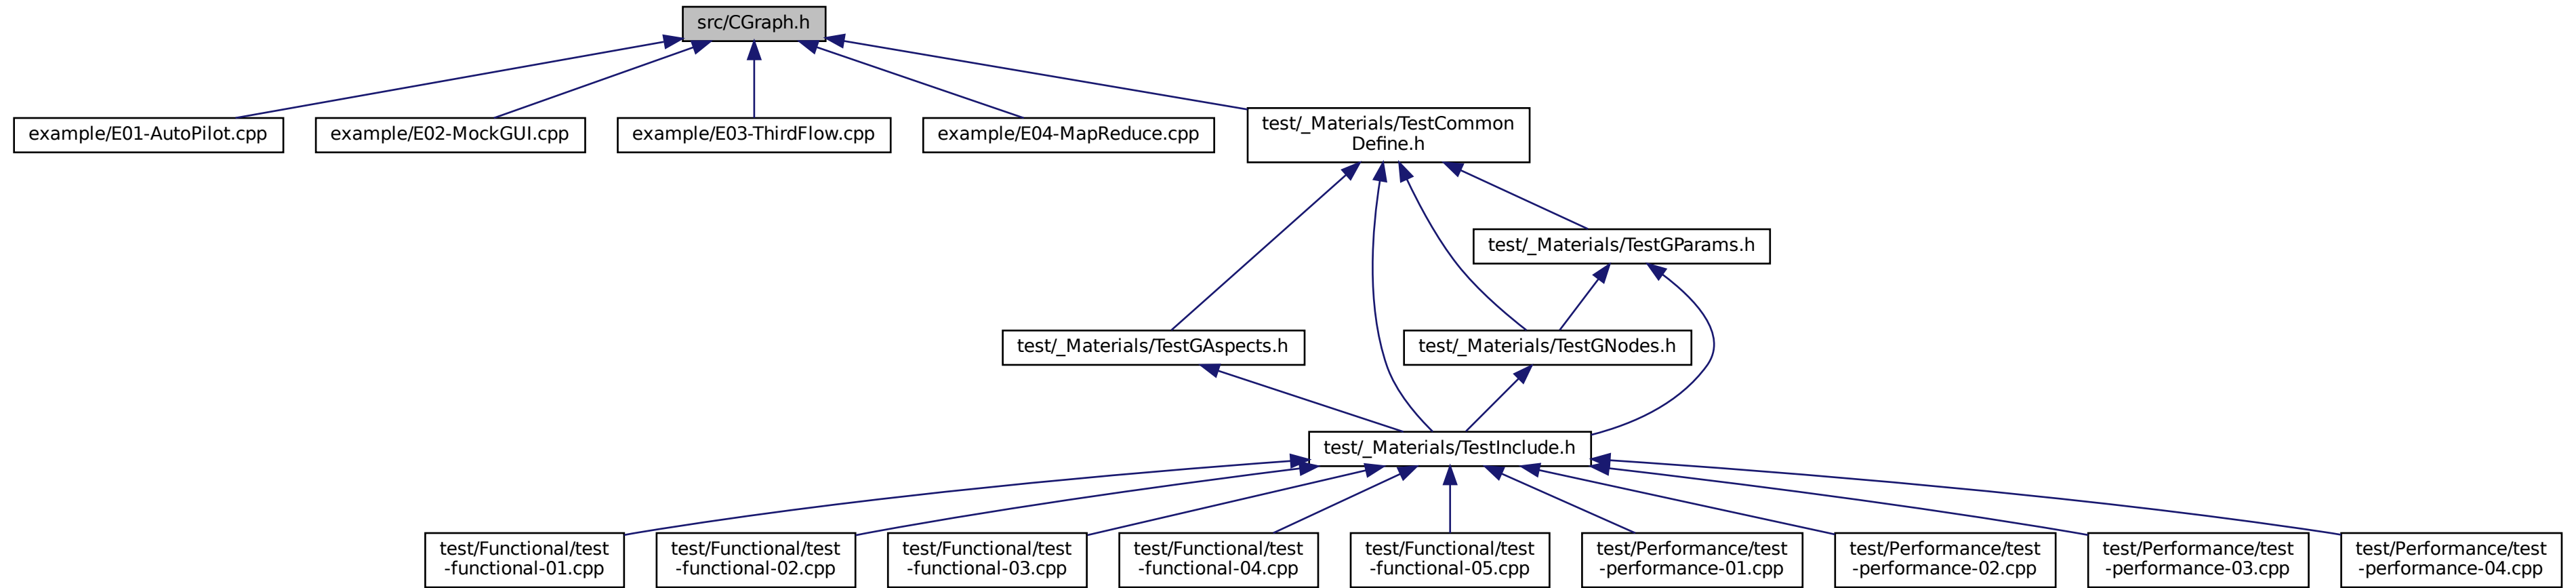 src/CGraph.h
example/E01-AutoPilot.cpp
example/E02-MockGUI.cpp
example/E03-ThirdFlow.cpp
example/E04-MapReduce.cpp
test/_Materials/TestCommon
Define.h
test/_Materials/TestGParams.h
test/_Materials/TestGAspects.h
test/_Materials/TestGNodes.h
test/_Materials/TestInclude.h
test/Functional/test
-functional-01.cpp
test/Functional/test
-functional-02.cpp
test/Functional/test
-functional-03.cpp
test/Functional/test
-functional-04.cpp
test/Functional/test
-functional-05.cpp
test/Performance/test
-performance-01.cpp
test/Performance/test
-performance-02.cpp
test/Performance/test
-performance-03.cpp
test/Performance/test
-performance-04.cpp